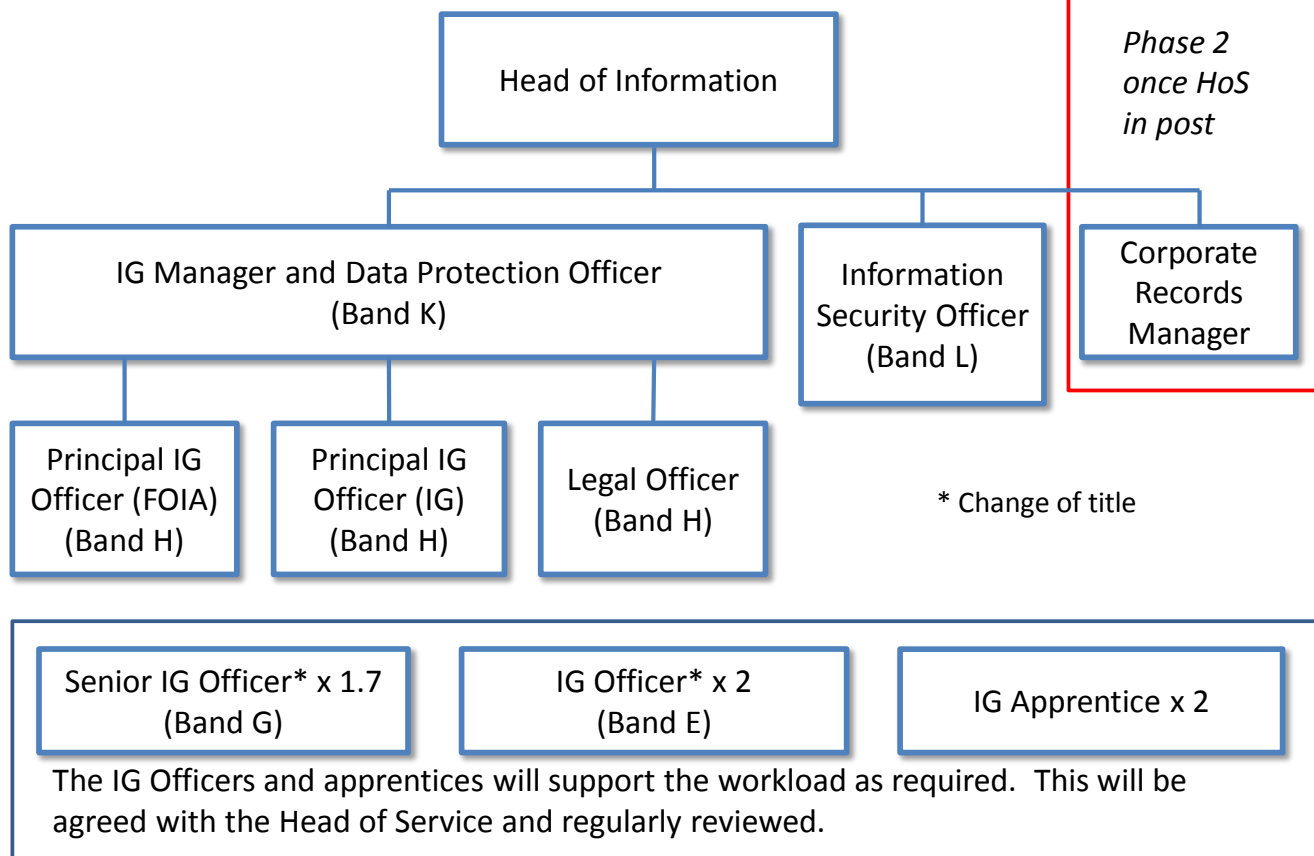 Head of Information
Phase 2
once HoS
in post
IG Manager and Data Protection Officer
(Band K)
Information
Security Officer
(Band L)
Corporate
Records
Manager
Principal IG
Officer (FOIA)
(Band H)
Principal IG
Officer (IG)
(Band H)
Legal Officer
(Band H)
* Change of title
Senior IG Officer* x 1.7
(Band G)
IG Officer* x 2
(Band E)
IG Apprentice x 2
The IG Officers and apprentices will support the workload as required.  This will be
agreed with the Head of Service and regularly reviewed.